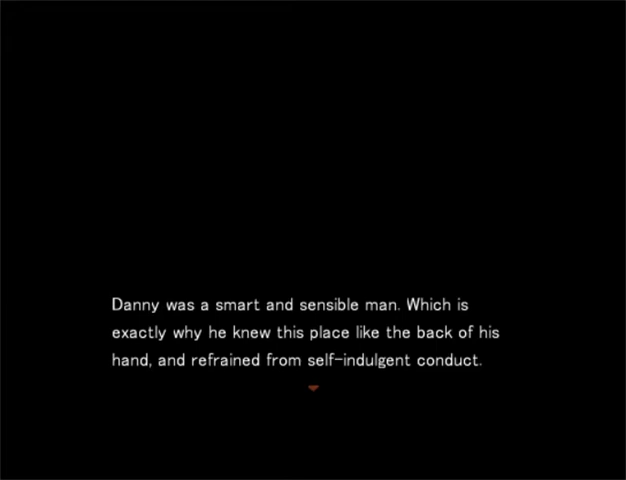 Danny was a smart and sensible man. Which is
exactly why he knew this place like the back of his
hand, and refrained from self-indulgent conduct.